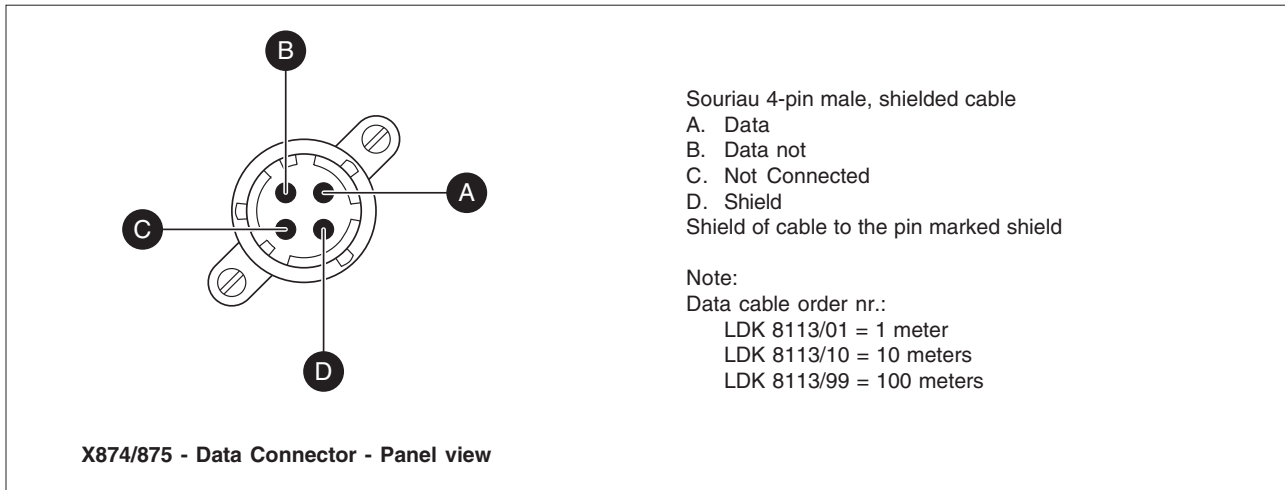 B
A
C
D
X874/875 - Data Connector - Panel view
Souriau 4-pin male, shielded cable
A. Data
B. Data not
C. Not Connected
D. Shield
Shield of cable to the pin marked shield
Note:
Data cable order nr.:
LDK 8113/01 = 1 meter
LDK 8113/10 = 10 meters
LDK 8113/99 = 100 meters